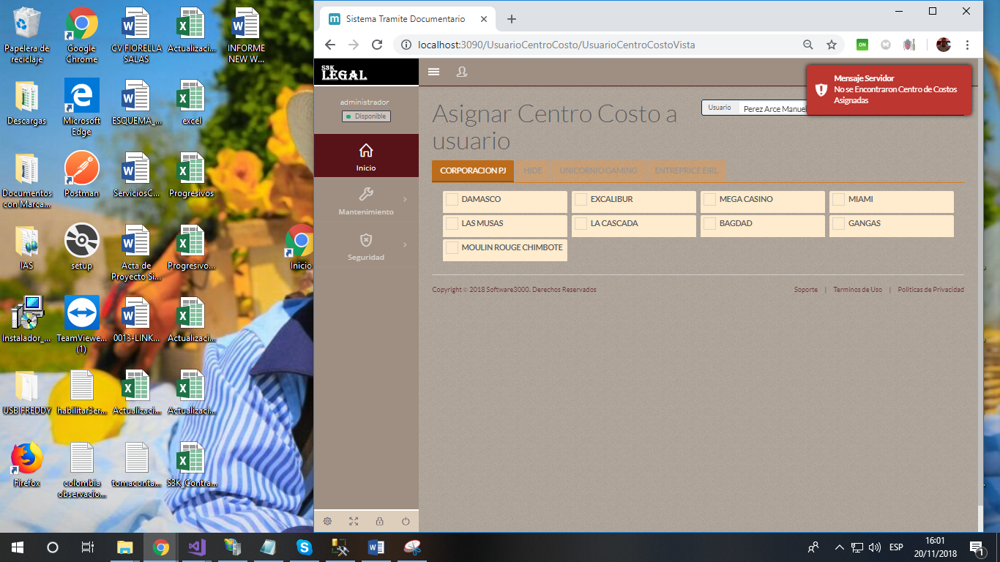 Papelera de
reciclaje
Google
Chrome
CV FIORELLA
SALAS
Actualizaci...
INFORME
NEW W...
Descargas
Microsoft
Edge
ESQUEMA_...
excel
Documentos
con Marca...
Postman
ServiciosC...
Progresivos
IAS
setup
Acta de
Proyecto Si...
Progresivo...
Inicio
Instalador_...
TeamViewe...
(1)
0013-LINK...
Actualizaci...
USB FREDDY
habilitar3er...
Actualizaci...
Actualizaci...
Firefox
colombia
observacio...
tomaconta...
S3K_Contra...
m
Sistema Tramite Documentario
localhost:3090/UsuarioCentroCosto/UsuarioCentroCostoVista
ON
S3K
LEGAL
administrador
Disponible
Inicio
Mantenimiento
Seguridad
Mensaje Servidor
No se Encontraron Centro de Costos
Asignadas
Asignar Centro Costo a
usuario
Usuario
Perez Arce Manuel
CORPORACION PJ
HIDE
UNICORNIO GAMING
ENTREPRICE EIRL
DAMASCO
EXCALIBUR
MEGA CASINO
MIAMI
LAS MUSAS
LA CASCADA
BAGDAD
GANGAS
MOULIN ROUGE CHIMBOTE
Copyright © 2018 Software3000. Derechos Reservados
Soporte | Terminos de Uso | Politicas de Privacidad
ESP
16:01
20/11/2018
1